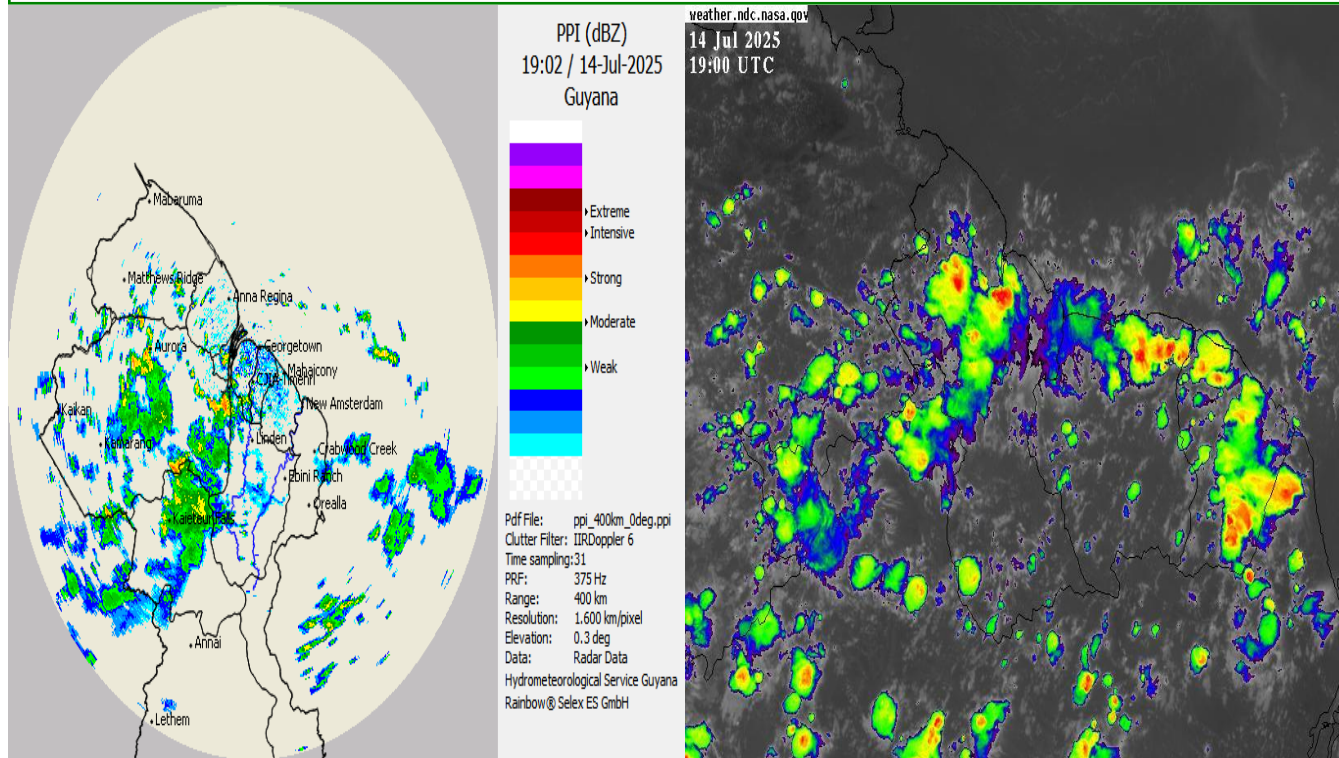 PPI (dBZ)
19:02 / 14-Jul-2025
Guyana
Extreme
Intensive
Strong
Moderate
Weak
Pdf File: ppi_400km_0deg.ppi
Clutter Filter: IIRDoppler 6
Time sampling:31
PRF: 375 Hz
Range: 400 km
Resolution: 1.600 km/pixel
Elevation: 0.3 deg
Data: Radar Data
Hydrometeorological Service Guyana
Rainbow® Selex ES GmbH
Mabaruma
Matthews Ridge
Anna Regina
Aurora
Georgetown
Mahaicony
CJIA-Timehri
Kaikan
New Amsterdam
Kamarang
Linden
Crabwood Creek
Ebini Ranch
Orealla
Kaieteur Falls
Annai
Lethem
weather.ndc.nasa.gov
14 Jul 2025
19:00 UTC